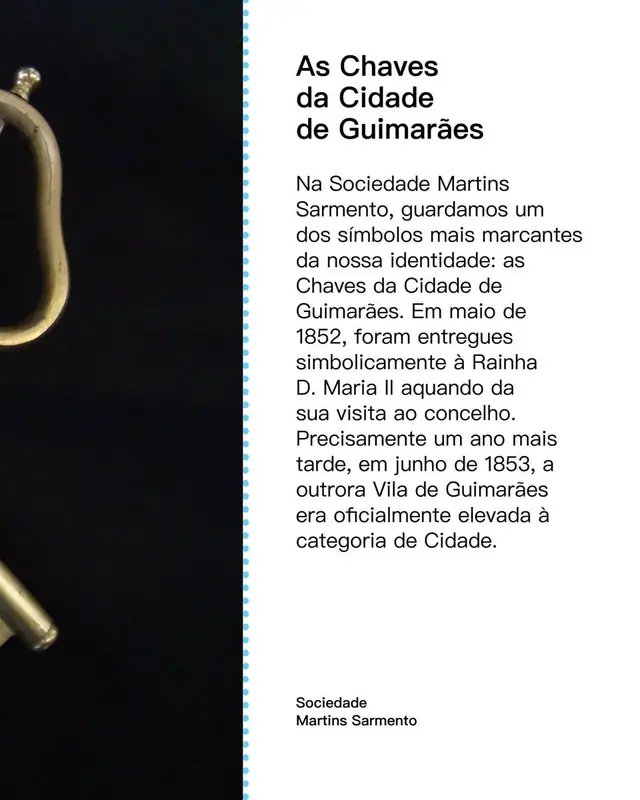 As Chaves
da Cidade
de Guimarães
Na Sociedade Martins
Sarmento, guardamos um
dos símbolos mais marcantes
da nossa identidade: as
Chaves da Cidade de
Guimarães. Em maio de
1852, foram entregues
simbolicamente à Rainha
D. Maria II aquando da
sua visita ao concelho.
Precisamente um ano mais
tarde, em junho de 1853, a
outrora Vila de Guimarães
era oficialmente elevada à
categoria de Cidade.
Sociedade
Martins Sarmento